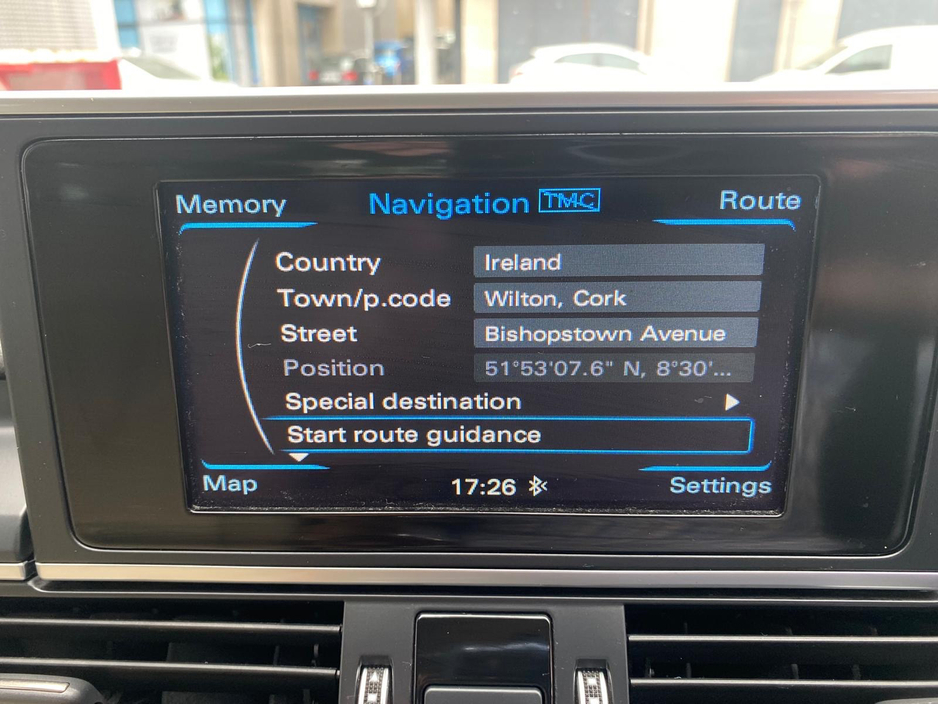 Memory Navigation TMC Route
Country Ireland
Town/p.code Wilton, Cork
Street Bishopstown Avenue
Position 51°53'07.6" N, 8°30'...
Special destination
Start route guidance
Map 17:26 Settings